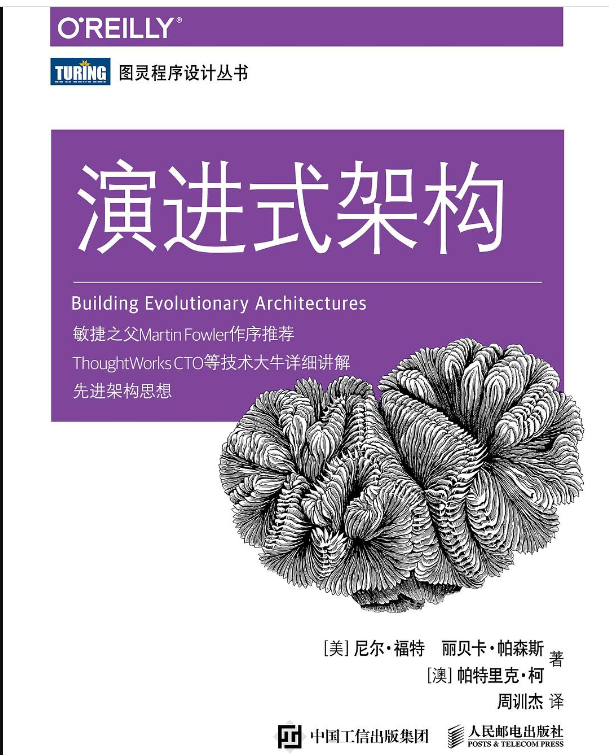 O'REILLY®
TURING 图灵程序设计丛书
演进式架构
Building Evolutionary Architectures
敏捷之父Martin Fowler作序推荐
ThoughtWorks CTO等技术大牛详细讲解
先进架构思想
[美] 尼尔·福特 丽贝卡·帕森斯
[澳] 帕特里克·柯
著
周训杰 译
中国工信出版集团 人民邮电出版社
POSTS & TELECOM PRESS